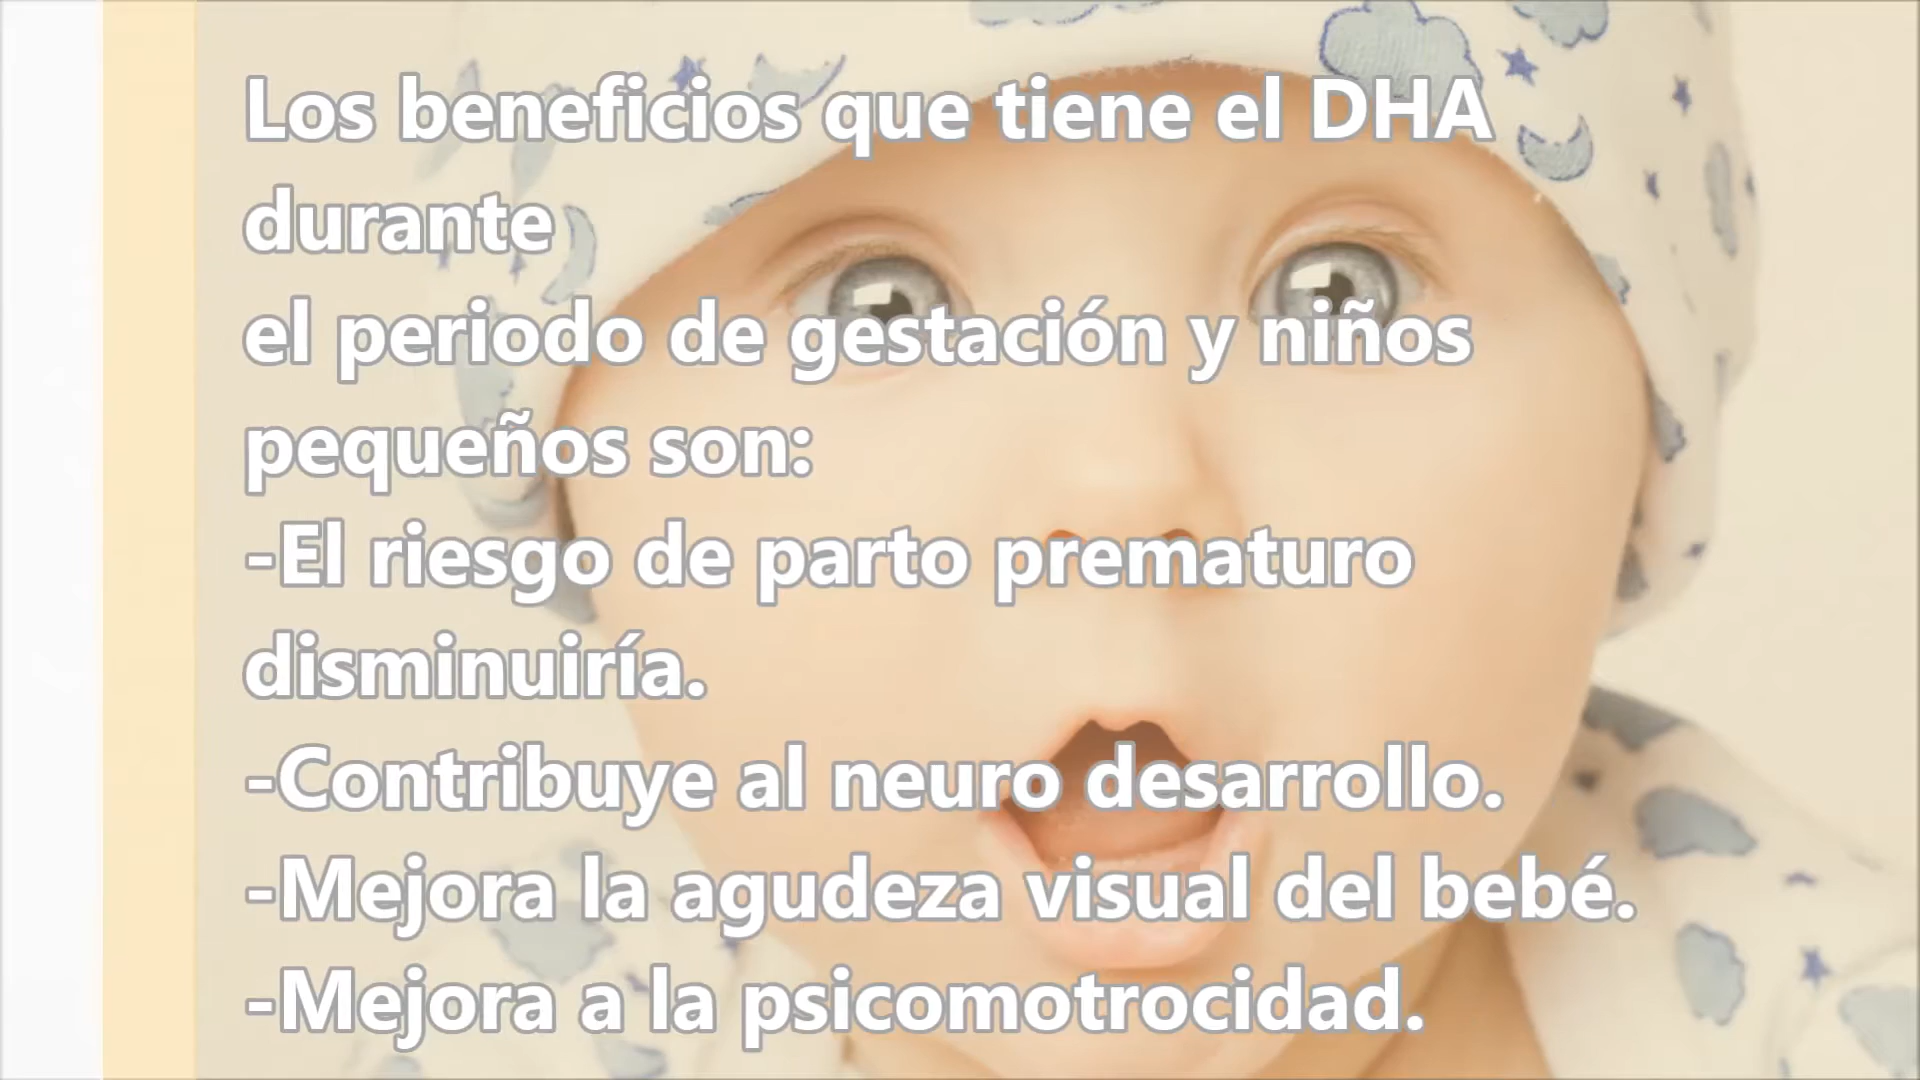 Los beneficios que tiene el DHA
durante
el periodo de gestación y niños
pequeños son:
-El riesgo de parto prematuro
disminuiría.
-Contribuye al neuro desarrollo.
-Mejora la agudeza visual del bebé.
-Mejora a la psicomotrocidad.